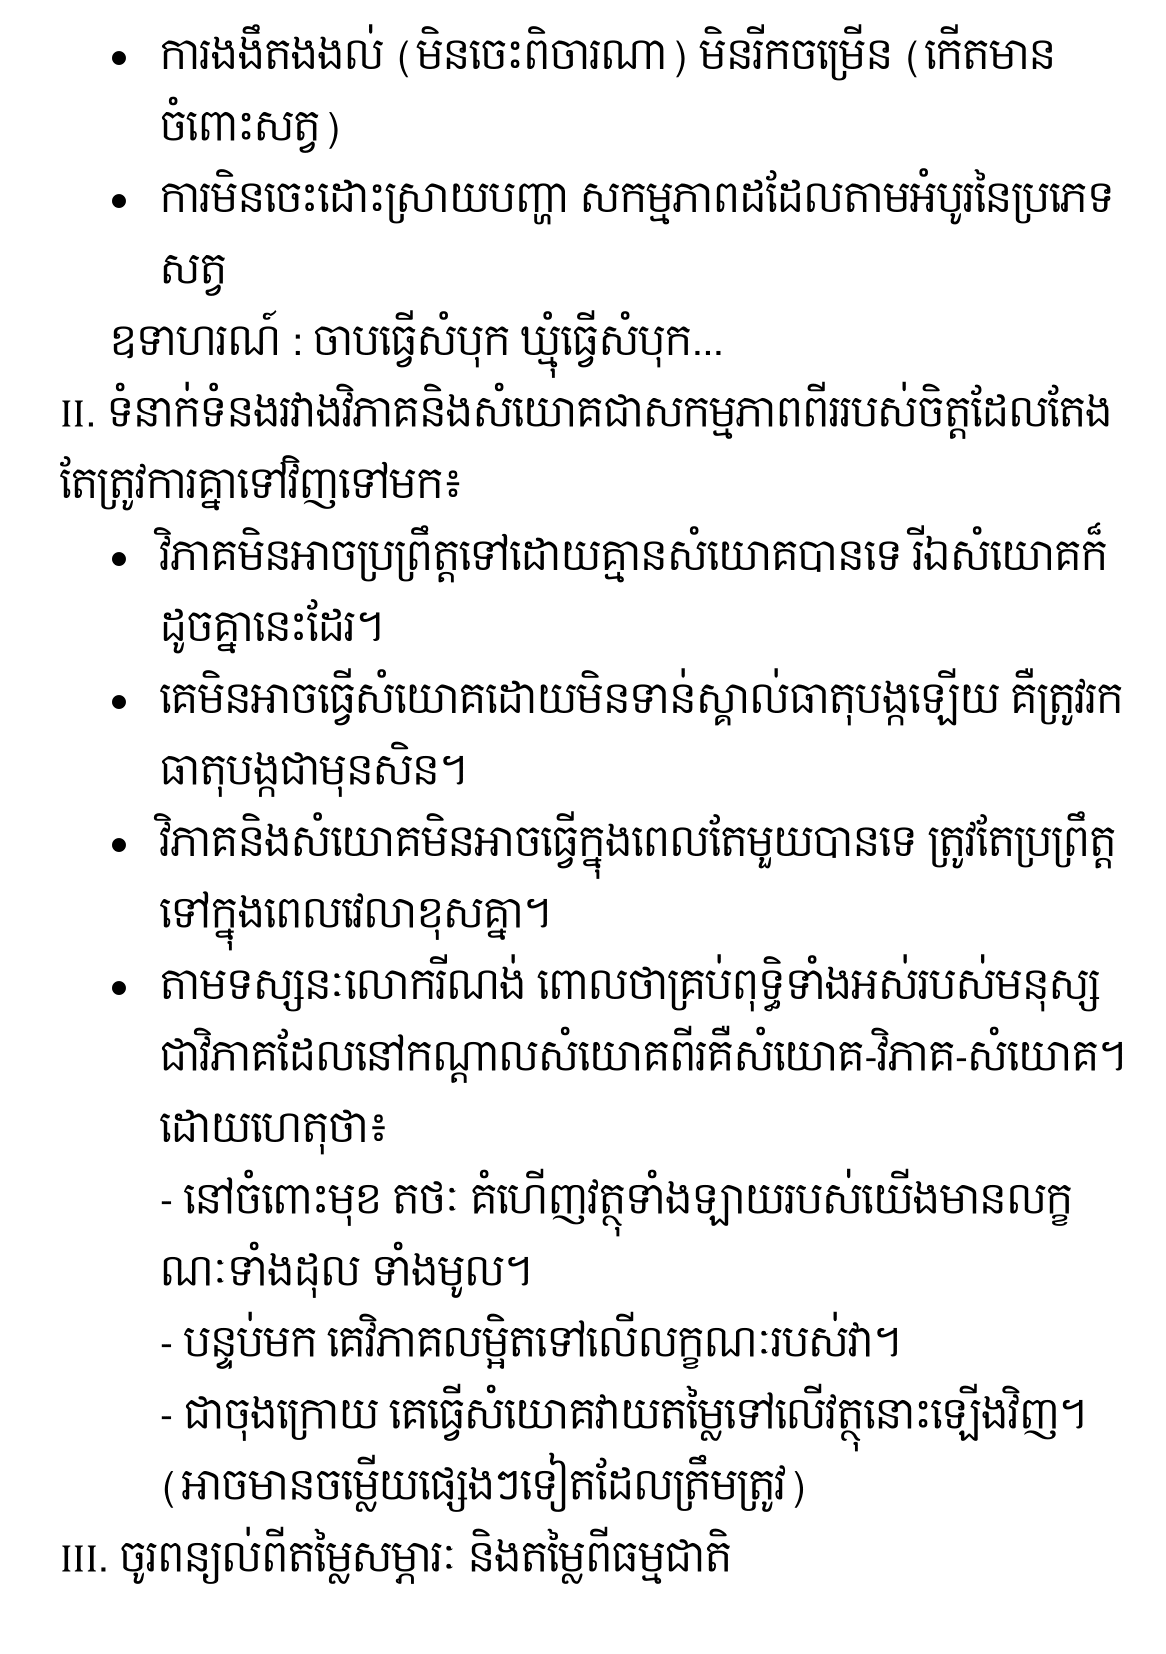 • ការងងឹតងងល់ (មិនចេះពិចារណា) មិនរីកចម្រើន (កើតមាន
ចំពោះសត្វ)
• ការមិនចេះដោះស្រាយបញ្ហា សកម្មភាពដដែលតាមអំបូរនៃប្រភេទ
សត្វ
ឧទាហរណ៍ : ចាបធ្វើសំបុក ឃ្មុំធ្វើសំបុក...
II. ទំនាក់ទំនងរវាងវិភាគនិងសំយោគជាសកម្មភាពពីររបស់ចិត្តដែលតែង
តែត្រូវការគ្នាទៅវិញទៅមក៖
• វិភាគមិនអាចប្រព្រឹត្តទៅដោយគ្មានសំយោគបានទេ រីឯសំយោគក៏
ដូចគ្នានេះដែរ។
• គេមិនអាចធ្វើសំយោគដោយមិនទាន់ស្គាល់ធាតុបង្កឡើយ គឺត្រូវរក
ធាតុបង្កជាមុនសិន។
• វិភាគនិងសំយោគមិនអាចធ្វើក្នុងពេលតែមួយបានទេ ត្រូវតែប្រព្រឹត្ត
ទៅក្នុងពេលវេលាខុសគ្នា។
• តាមទស្សនៈលោករីណង់ ពោលថាគ្រប់ពុទ្ធិទាំងអស់របស់មនុស្ស
ជាវិភាគដែលនៅកណ្តាលសំយោគពីរគឺសំយោគ-វិភាគ-សំយោគ។
ដោយហេតុថា៖
- នៅចំពោះមុខ តថៈ គំហើញវត្ថុទាំងឡាយរបស់យើងមានលក្ខ
ណៈទាំងដុល ទាំងមូល។
- បន្ទប់មក គេវិភាគលម្អិតទៅលើលក្ខណៈរបស់វា។
- ជាចុងក្រោយ គេធ្វើសំយោគវាយតម្លៃទៅលើវត្ថុនោះឡើងវិញ។
(អាចមានចម្លើយផ្សេងៗទៀតដែលត្រឹមត្រូវ)
III. ចូរពន្យល់ពីតម្លៃសម្ភារៈ និងតម្លៃពីធម្មជាតិ